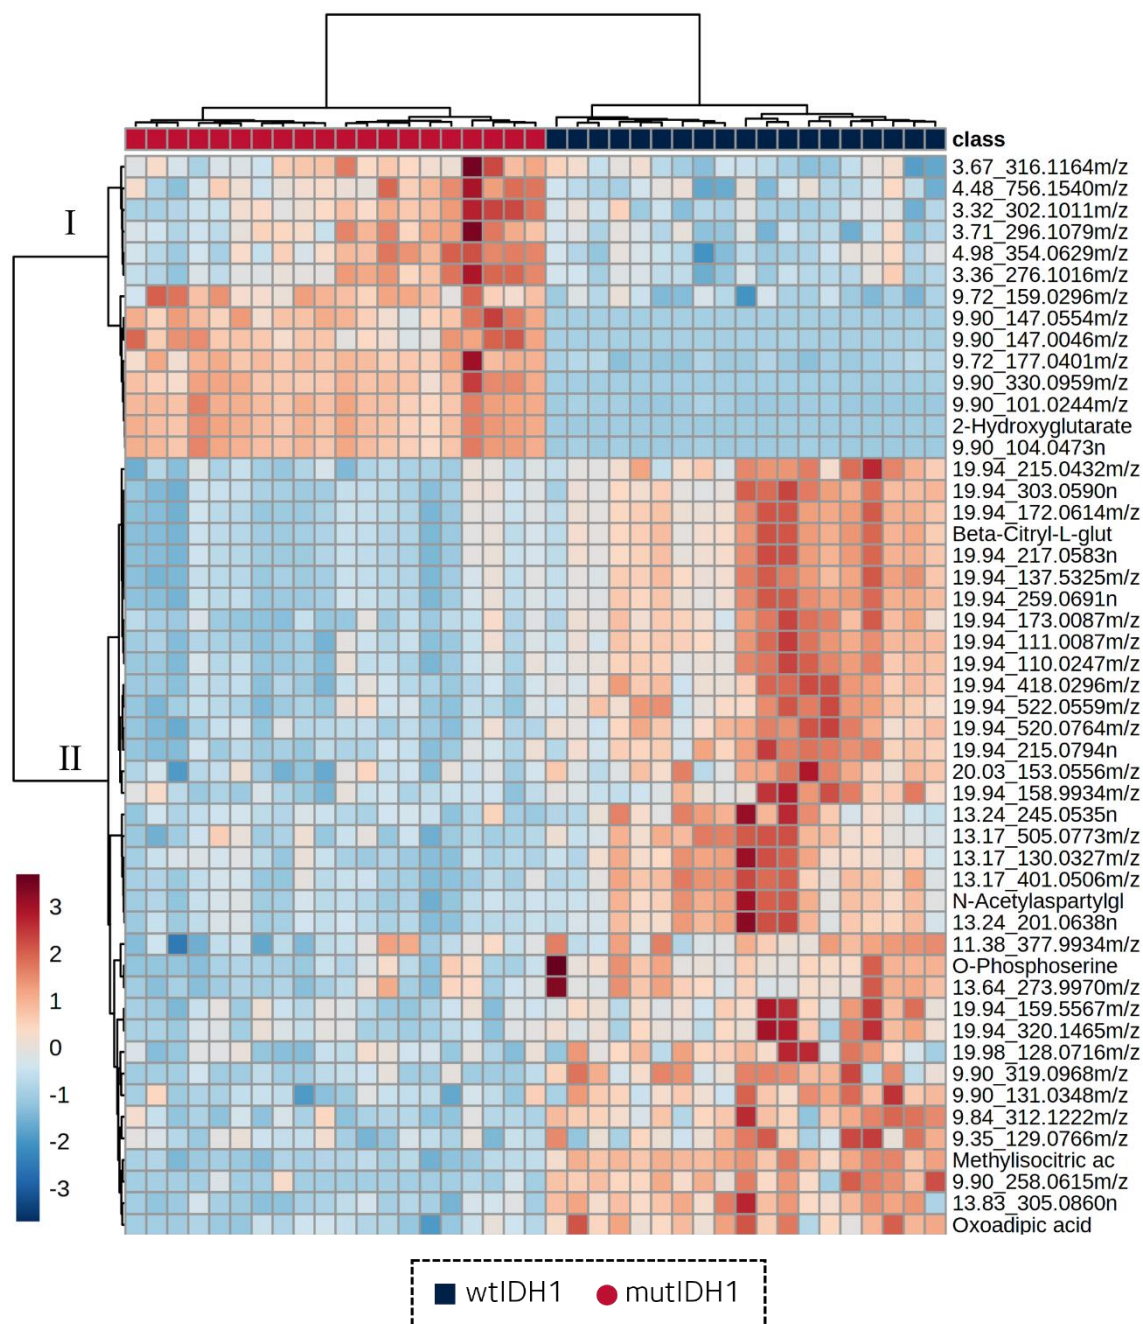 class
3.67_316.1164m/z
4.48_756.1540m/z
3.32_302.1011m/z
3.71_296.1079m/z
4.98_354.0629m/z
3.36_276.1016m/z
9.72_159.0296m/z
9.90_147.0554m/z
9.90_147.0046m/z
9.72_177.0401m/z
9.90_330.0959m/z
9.90_101.0244m/z
2-Hydroxyglutarate
9.90_104.0473n
19.94_215.0432m/z
19.94_303.0590n
19.94_172.0614m/z
Beta-Citryl-L-glut
19.94_217.0583n
19.94_137.5325m/z
19.94_259.0691n
19.94_173.0087m/z
19.94_111.0087m/z
19.94_110.0247m/z
19.94_418.0296m/z
19.94_522.0559m/z
19.94_520.0764m/z
19.94_215.0794n
20.03_153.0556m/z
19.94_158.9934m/z
13.24_245.0535n
13.17_505.0773m/z
13.17_130.0327m/z
13.17_401.0506m/z
N-Acetylaspartylgl
13.24_201.0638n
11.38_377.9934m/z
O-Phosphoserine
13.64_273.9970m/z
19.94_159.5567m/z
19.94_320.1465m/z
19.98_128.0716m/z
9.90_319.0968m/z
9.90_131.0348m/z
9.84_312.1222m/z
9.35_129.0766m/z
Methylisocitric ac
9.90_258.0615m/z
13.83_305.0860n
Oxoadipic acid
I
II
3
2
1
0
-1
-2
-3
wtIDH1 mutIDH1